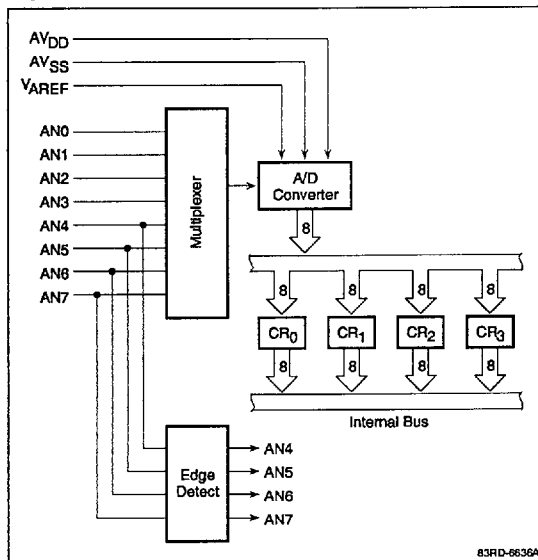 AVDD
AVSS
VAREF
AN0
AN1
AN2
AN3
AN4
AN5
AN6
AN7
Multiplexer
A/D
Converter
8
8 8 8 8
CR0 CR1 CR2 CR3
8 8 8 8
Internal Bus
Edge
Detect
AN4
AN5
AN6
AN7
83RD-6636A